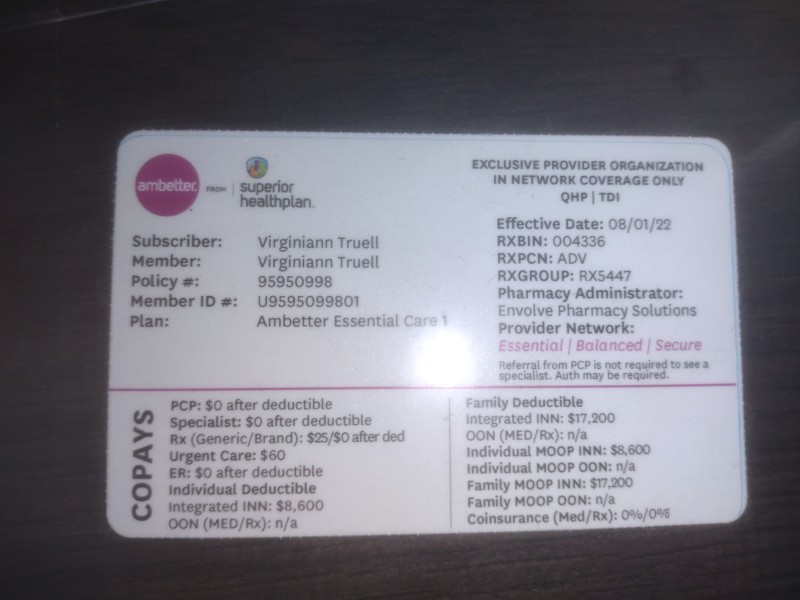 ambetter. FROM superior healthplan.
EXCLUSIVE PROVIDER ORGANIZATION
IN NETWORK COVERAGE ONLY
QHP | TDI
Subscriber: Virginiann Truell
Member: Virginiann Truell
Policy #: 95950998
Member ID #: U9595099801
Plan: Ambetter Essential Care 1
Effective Date: 08/01/22
RXBIN: 004336
RXPCN: ADV
RXGROUP: RX5447
Pharmacy Administrator:
Envolve Pharmacy Solutions
Provider Network:
Essential | Balanced | Secure
Referral from PCP is not required to see a
specialist. Auth may be required.
COPAYS
PCP: $0 after deductible
Specialist: $0 after deductible
Rx (Generic/Brand): $25/$0 after ded
Urgent Care: $60
ER: $0 after deductible
Individual Deductible
Integrated INN: $8,600
OON (MED/Rx): n/a
Family Deductible
Integrated INN: $17,200
OON (MED/Rx): n/a
Individual MOOP INN: $8,600
Individual MOOP OON: n/a
Family MOOP INN: $17,200
Family MOOP OON: n/a
Coinsurance (Med/Rx): 0%/0%